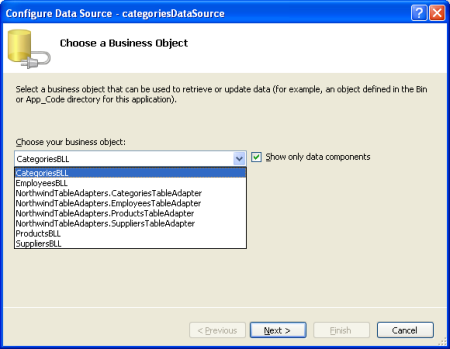 Configure Data Source - categoriesDataSource
Choose a Business Object
Select a business object that can be used to retrieve or update data (for example, an object defined in the Bin
or App_Code directory for this application).
Choose your business object:
CategoriesBLL
Show only data components
CategoriesBLL
EmployeesBLL
NorthwindTableAdapters.CategoriesTableAdapter
NorthwindTableAdapters.EmployeesTableAdapter
NorthwindTableAdapters.ProductsTableAdapter
NorthwindTableAdapters.SuppliersTableAdapter
ProductsBLL
SuppliersBLL
< Previous
Next >
Finish
Cancel